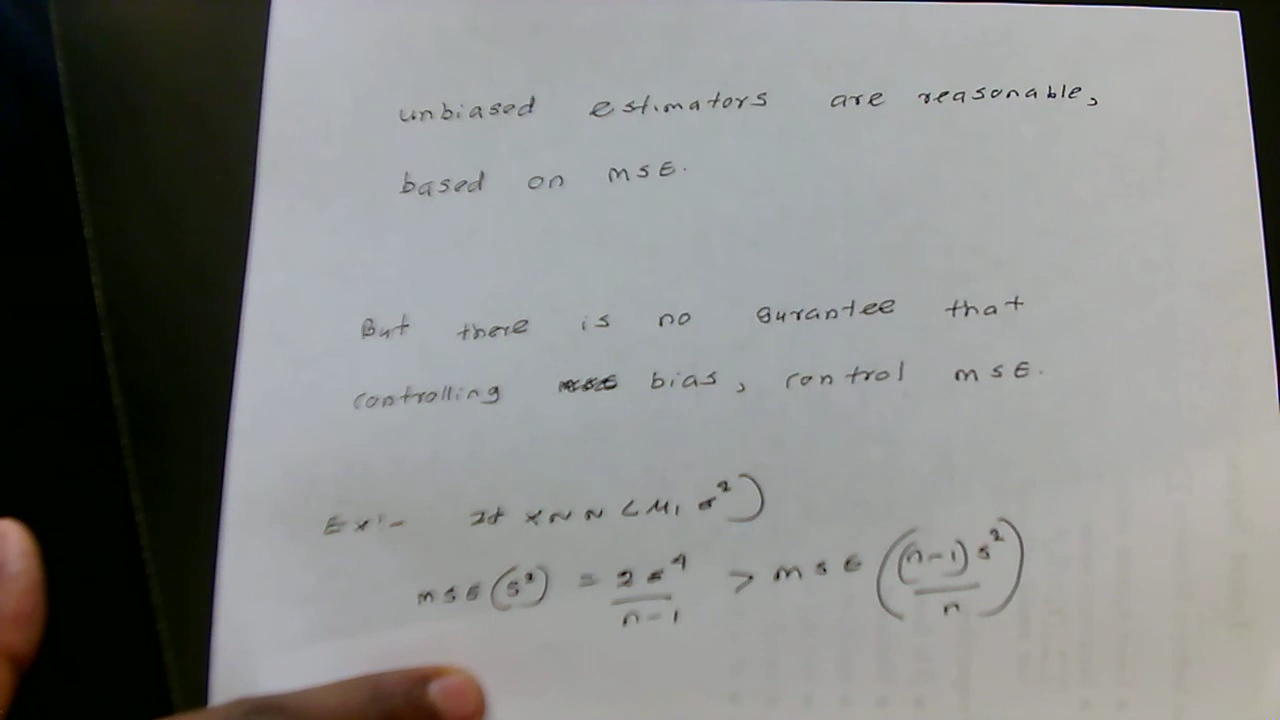 unbiased estimators are reasonable,
based on MSE.
But there is no gurantee that
controlling bias, control MSE.
Ex:- If X~N(μ, σ²)
MSE(S²) = 2σ⁴/(n-1) > MSE((n-1)S²/n)